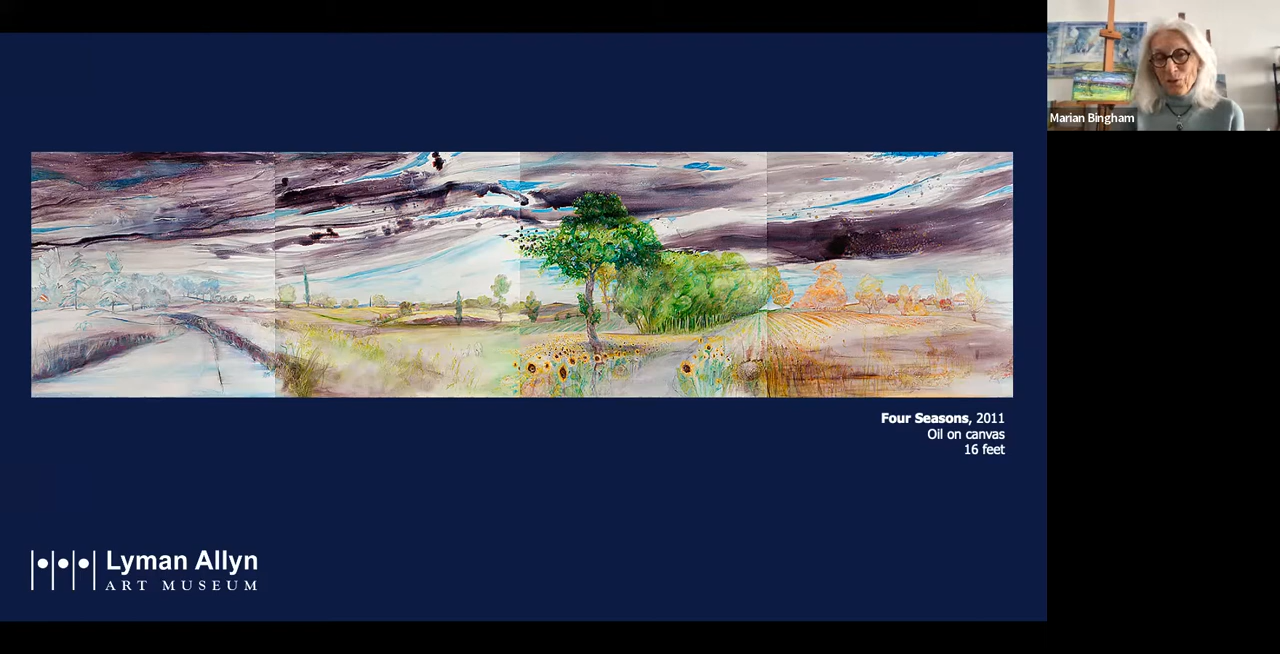 Marian Bingham
Four Seasons, 2011
Oil on canvas
16 feet
Lyman Allyn
ART MUSEUM